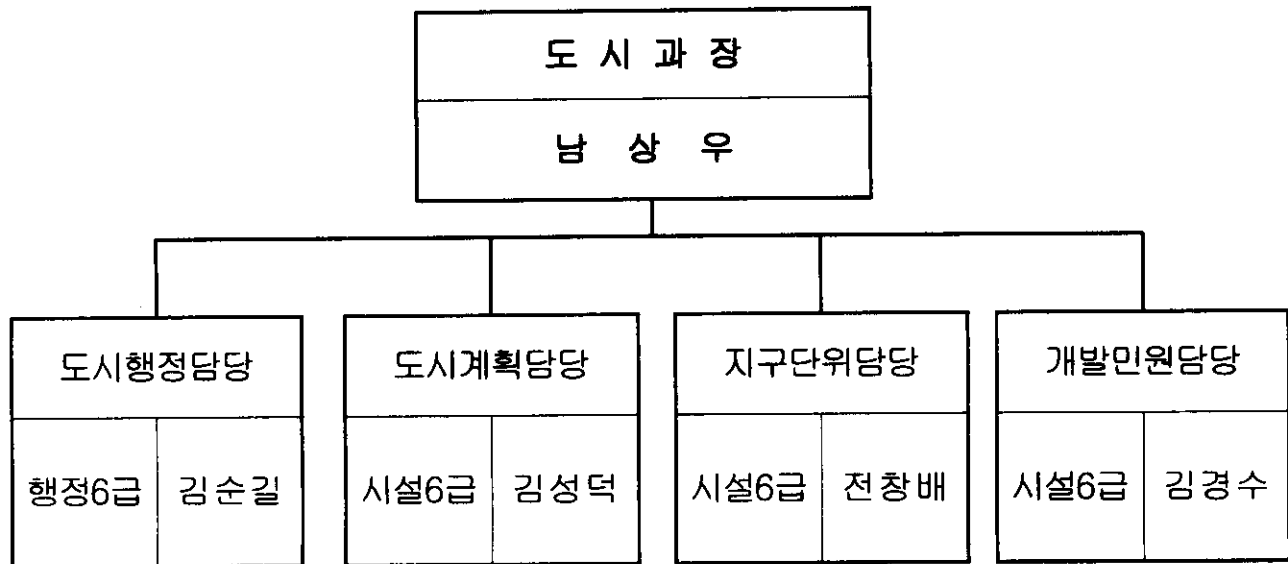 도 시 과 장
남 상 우
도시행정담당 도시계획담당 지구단위담당 개발민원담당
행정6급 김순길 시설6급 김성덕 시설6급 전창배 시설6급 김경수